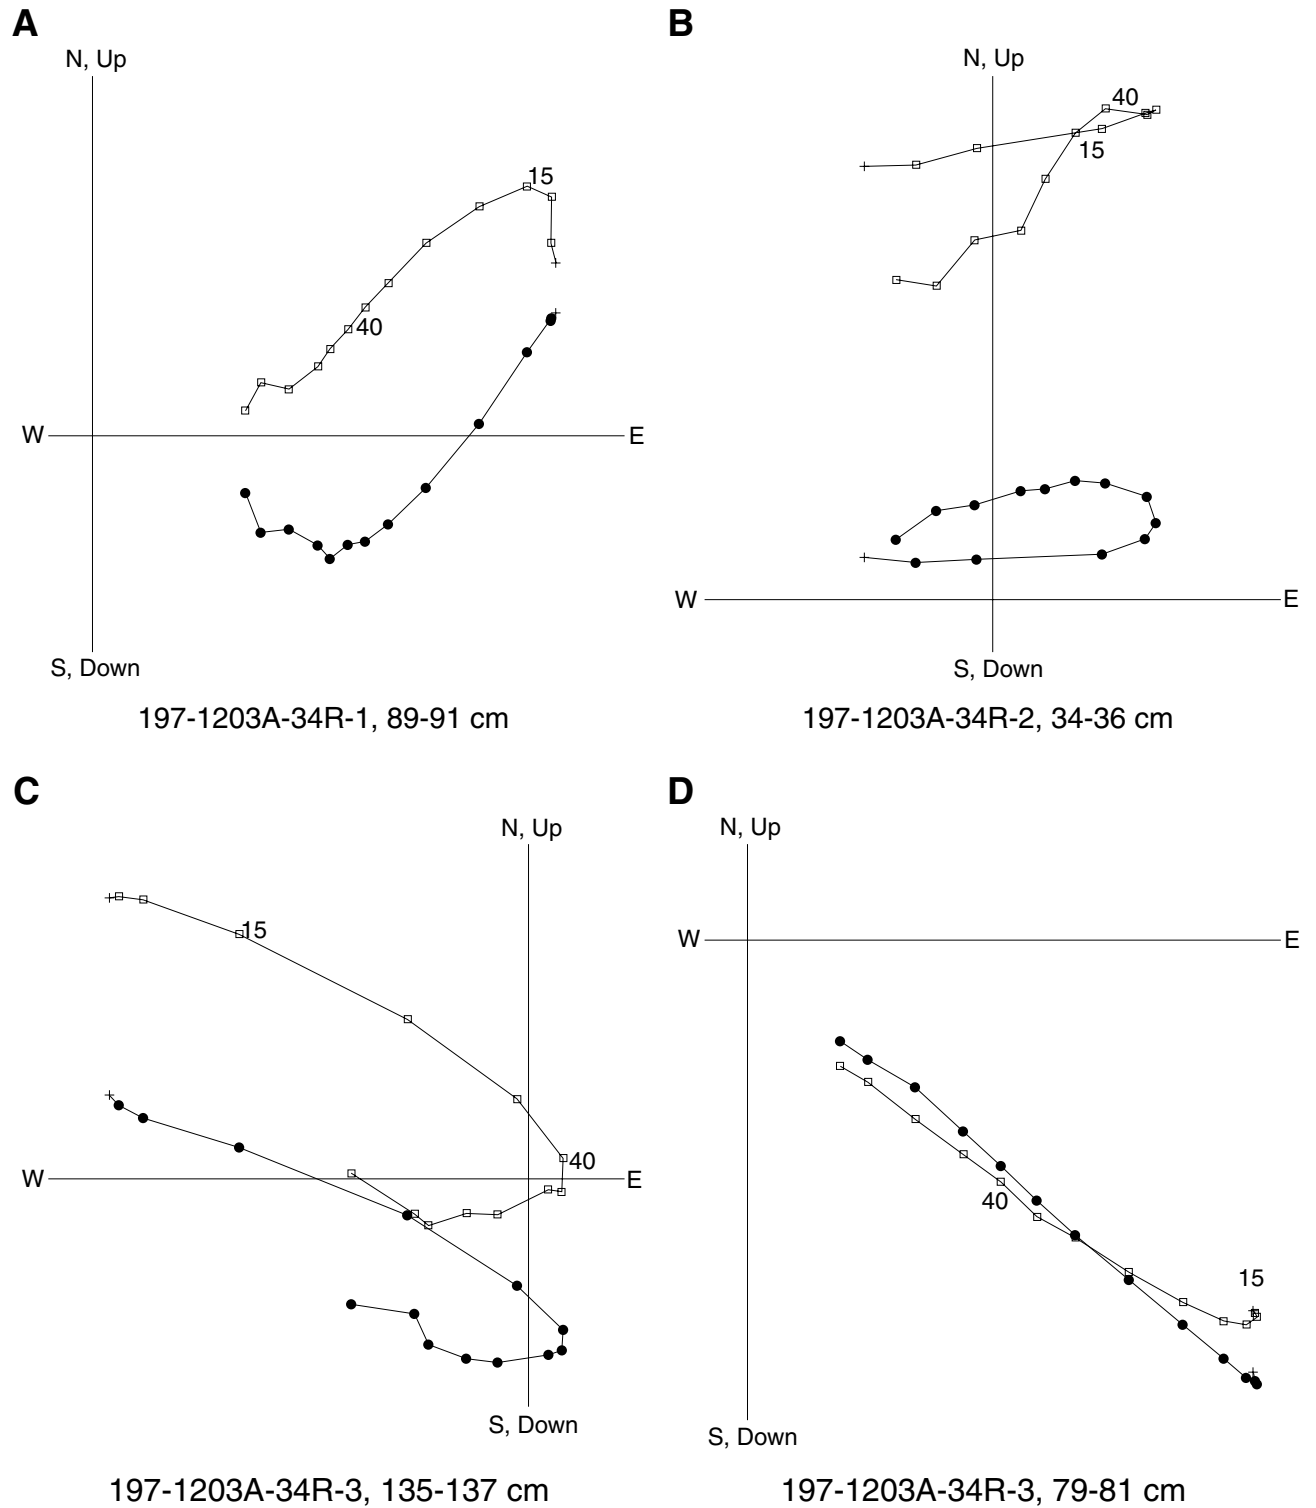 A
N, Up
15
40
W
E
S, Down
197-1203A-34R-1, 89-91 cm
B
N, Up
40
15
W
E
S, Down
197-1203A-34R-2, 34-36 cm
C
N, Up
15
40
W
E
S, Down
197-1203A-34R-3, 135-137 cm
D
N, Up
W
E
40
15
S, Down
197-1203A-34R-3, 79-81 cm